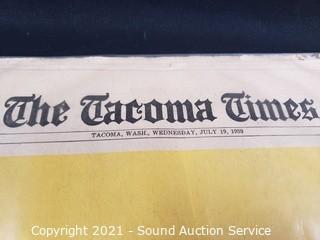 The Tacoma Times
TACOMA, WASH., WEDNESDAY, JULY 19, 1939
Copyright 2021 - Sound Auction Service